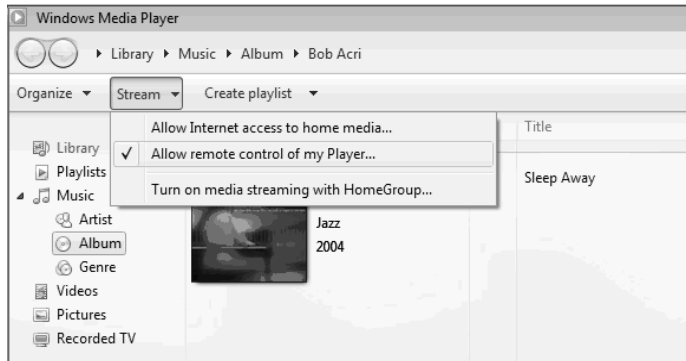 Windows Media Player
Library Music Album Bob Acri
Organize Stream Create playlist
Allow Internet access to home media...
Allow remote control of my Player...
Turn on media streaming with HomeGroup...
Library
Playlists
Music
Artist
Album
Genre
Videos
Pictures
Recorded TV
Jazz
2004
Title
Sleep Away